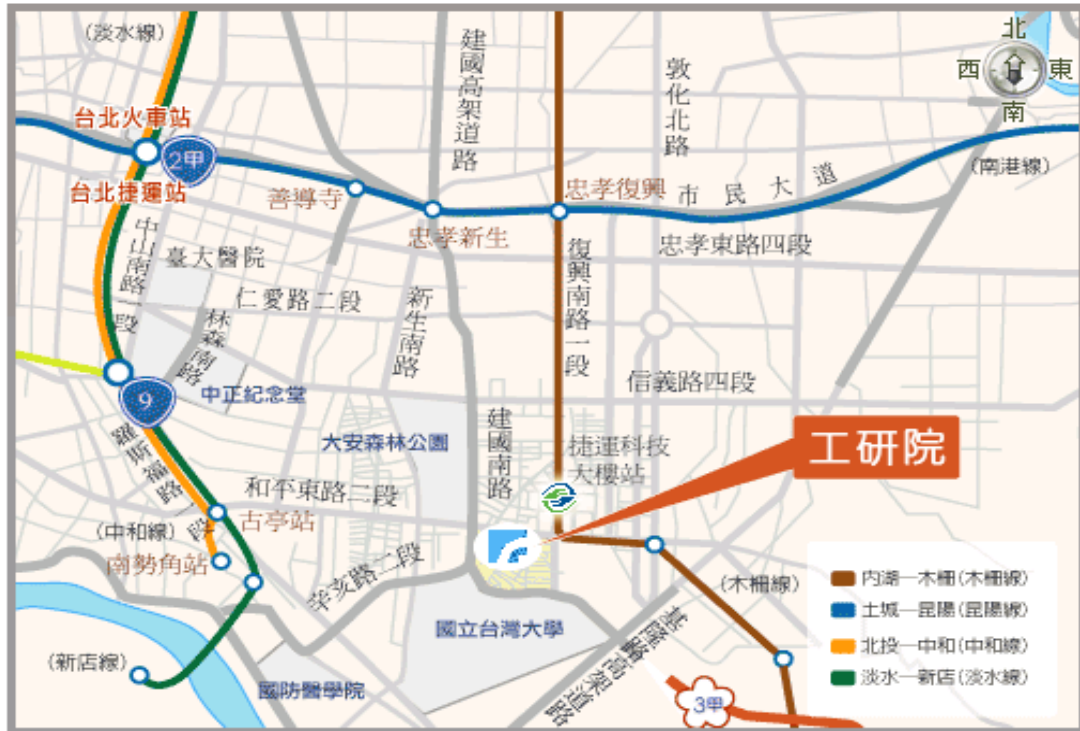 (淡水線)
建國高架道路
敦化北路
北
西
東
南
台北火車站
2甲
台北捷運站
善導寺
忠孝新生
忠孝復興
市民大道
(南港線)
中山南路一段
臺大醫院
仁愛路二段
林森南路
新生南路
復興南路一段
忠孝東路四段
9
中正紀念堂
信義路四段
大安森林公園
建國南路
捷運科技
大樓站
工研院
羅斯福路一段
和平東路二段
(中和線)
古亭站
南勢角站
辛亥路二段
國立台灣大學
基隆路高架道路
(木柵線)
(新店線)
國防醫學院
3甲
內湖—木柵(木柵線)
土城—昆陽(昆陽線)
北投—中和(中和線)
淡水—新店(淡水線)